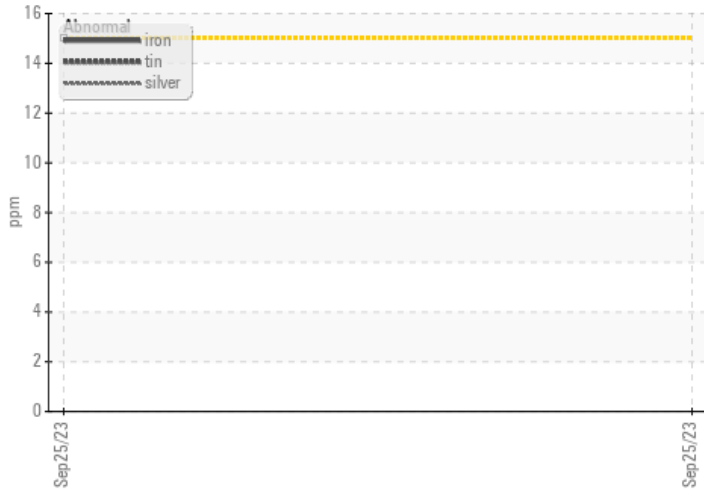 16
Abnormal
iron
tin
silver
14
12
10
8
6
4
2
0
ppm
Sep25/23
Sep25/23